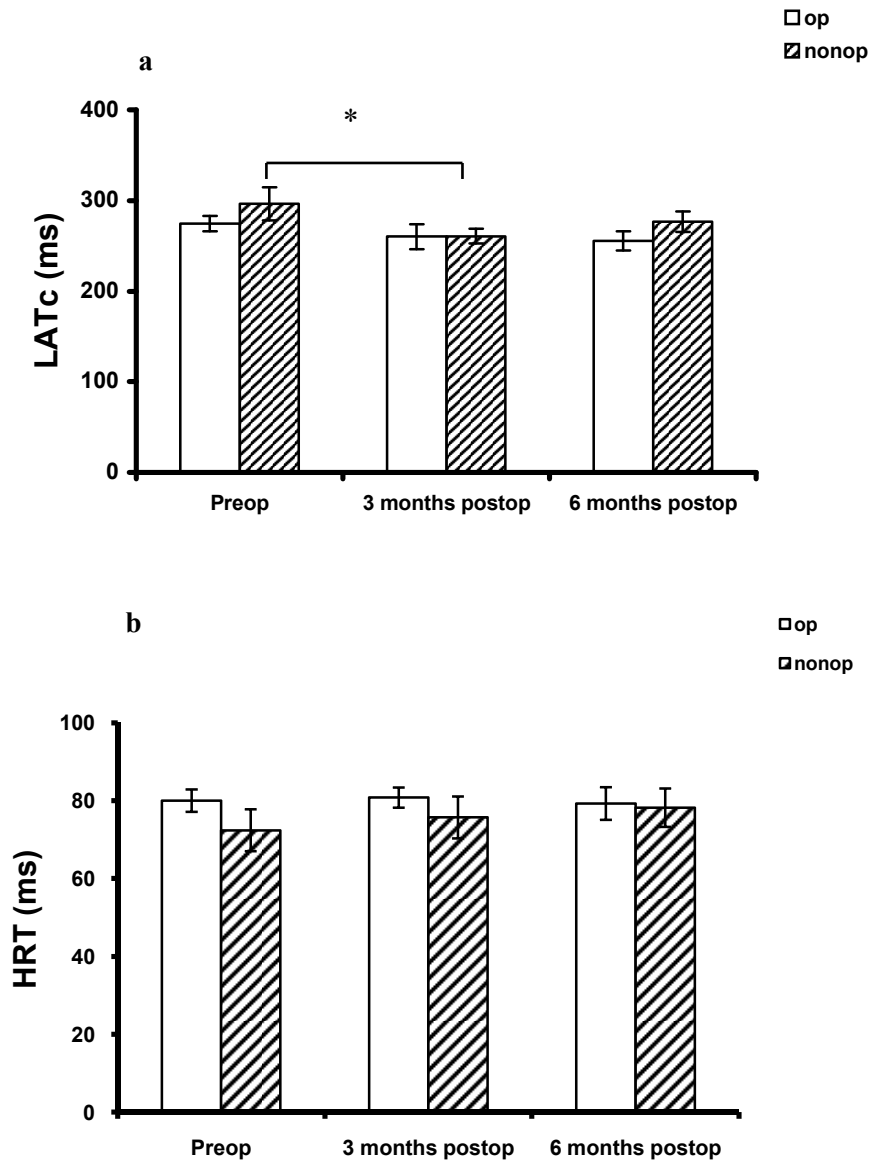 op
nonop
a
*
400
300
200
100
0
LATc (ms)
Preop 3 months postop 6 months postop
b
op
nonop
100
80
60
40
20
0
HRT (ms)
Preop 3 months postop 6 months postop